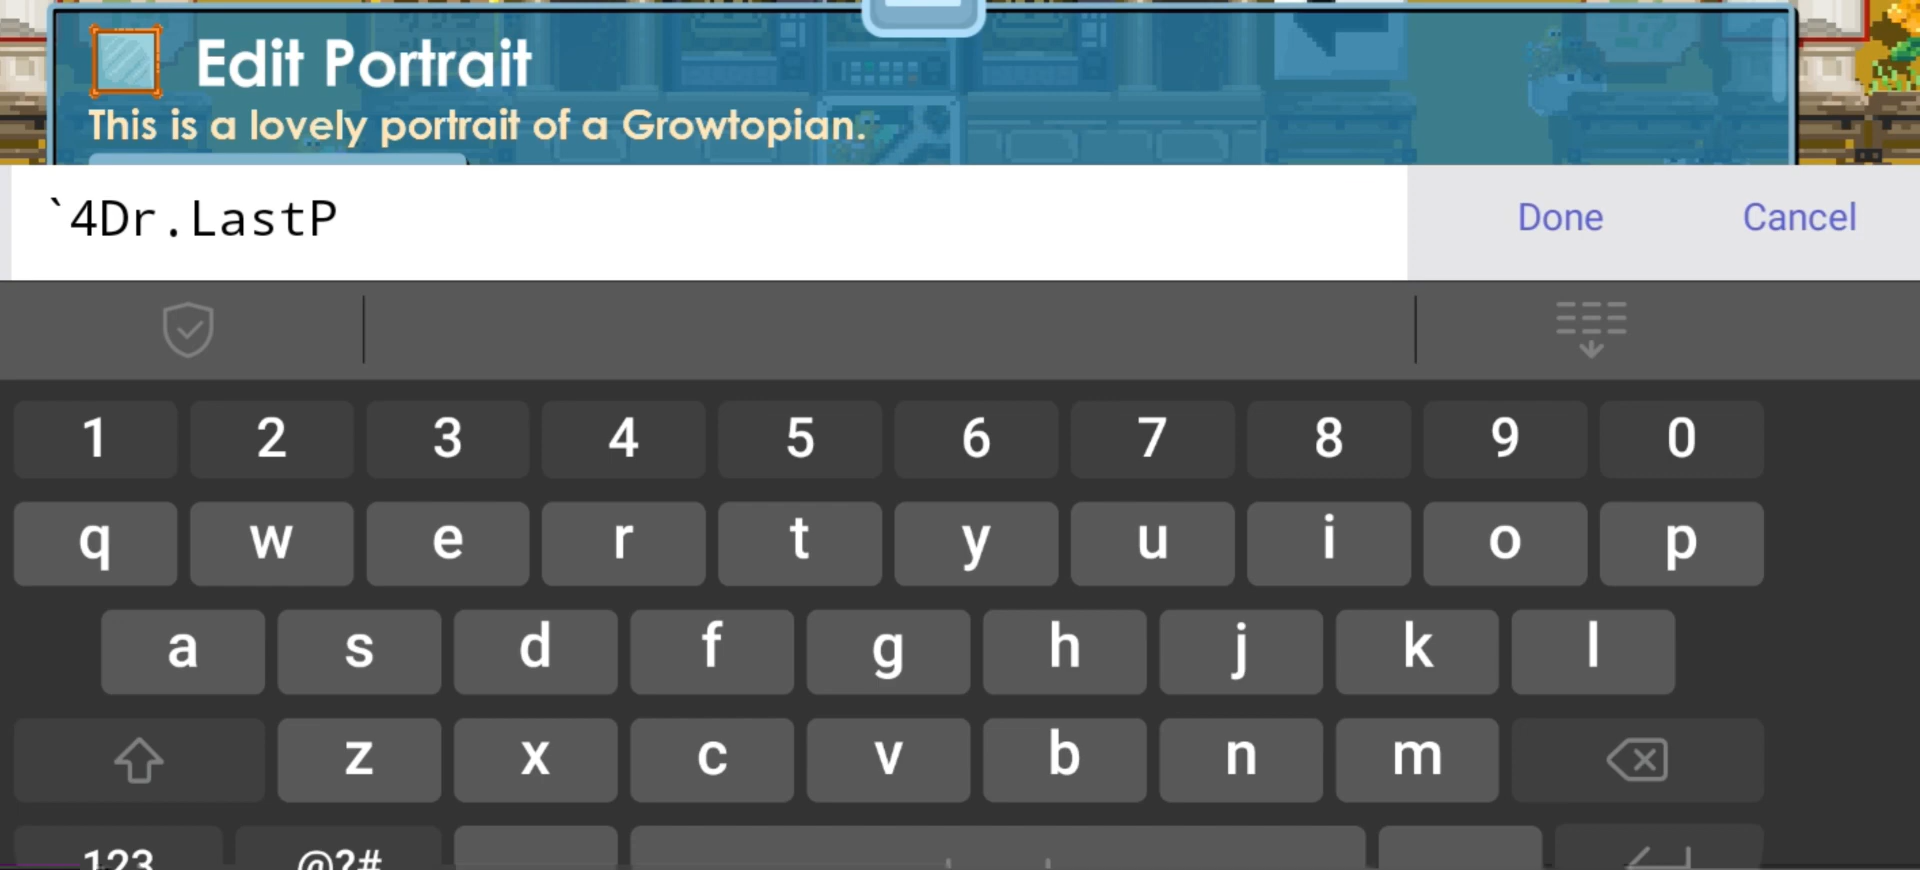 Edit Portrait
This is a lovely portrait of a Growtopian.
`4Dr.LastP
Done
Cancel
1 2 3 4 5 6 7 8 9 0
q w e r t y u i o p
a s d f g h j k l
z x c v b n m
123 @?#